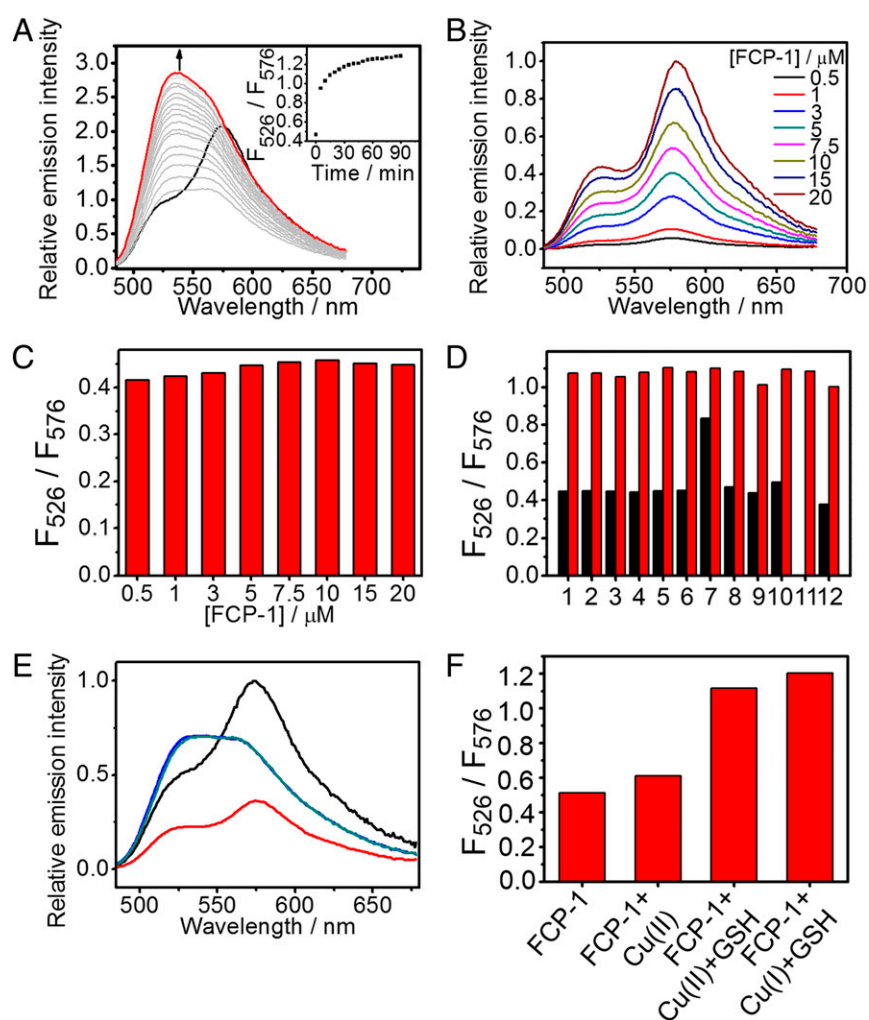 A
Relative emission intensity
3.0
2.5
2.0
1.5
1.0
0.5
0.0
500 550 600 650 700
Wavelength / nm
F526 / F576
1.2
1.0
0.8
0.6
0.4
0 30 60 90
Time / min
B
Relative emission intensity
1.0
0.8
0.6
0.4
0.2
0.0
500 550 600 650 700
Wavelength / nm
[FCP-1] / μM
0.5
1
3
5
7.5
10
15
20
C
F526 / F576
0.4
0.2
0.0
0.5 1 3 5 7.5 10 15 20
[FCP-1] / μM
D
F526 / F576
1.0
0.8
0.6
0.4
0.2
0.0
1 2 3 4 5 6 7 8 9 10 11 12
E
Relative emission intensity
1.0
0.5
0.0
500 550 600 650
Wavelength / nm
F
F526 / F576
1.2
1.0
0.8
0.6
0.4
0.2
0.0
FCP-1
FCP-1+
Cu(II)
FCP-1+
Cu(II)+GSH
FCP-1+
Cu(I)+GSH